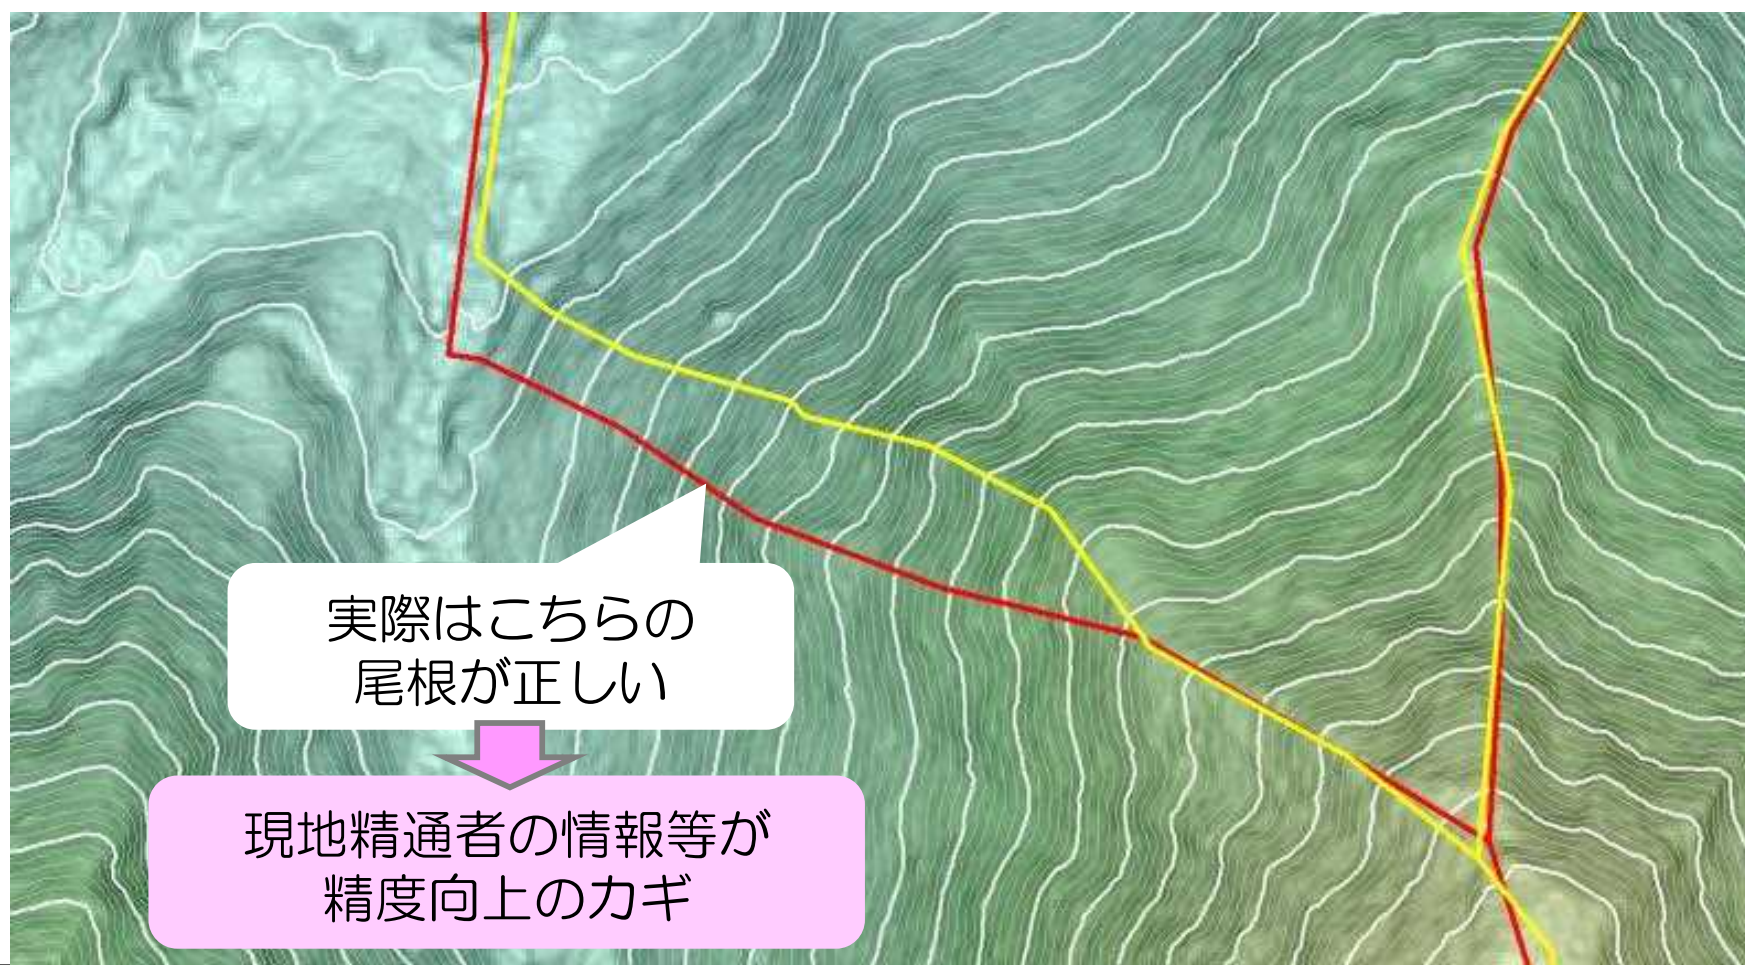 実際はこちらの
尾根が正しい
現地精通者の情報等が
精度向上のカギ